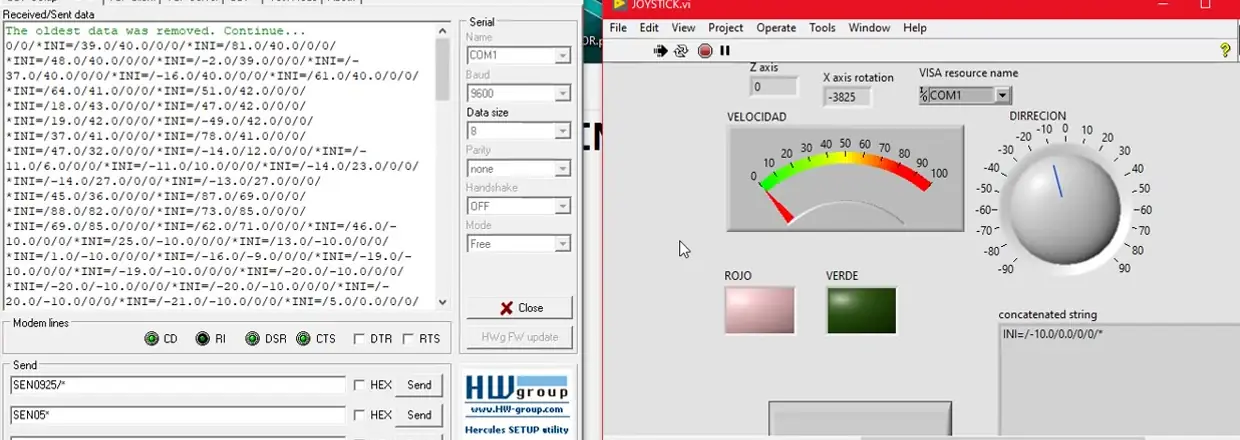 Received/Sent data
The oldest data was removed. Continue...
0/0/*INI=/39.0/40.0/0/0/*INI=/81.0/40.0/0/0/
*INI=/48.0/40.0/0/0/*INI=/-2.0/39.0/0/0/*INI=/-
37.0/40.0/0/0/*INI=/-16.0/40.0/0/0/*INI=/61.0/40.0/0/0/
*INI=/64.0/41.0/0/0/*INI=/51.0/42.0/0/0/
*INI=/18.0/43.0/0/0/*INI=/47.0/42.0/0/0/
*INI=/19.0/42.0/0/0/*INI=/-49.0/42.0/0/0/
*INI=/37.0/41.0/0/0/*INI=/78.0/41.0/0/0/
*INI=/47.0/32.0/0/0/*INI=/-14.0/12.0/0/0/*INI=/-
11.0/6.0/0/0/*INI=/-11.0/10.0/0/0/*INI=/-14.0/23.0/0/0/
*INI=/-14.0/27.0/0/0/*INI=/-13.0/27.0/0/0/
*INI=/45.0/36.0/0/0/*INI=/87.0/69.0/0/0/
*INI=/88.0/82.0/0/0/*INI=/73.0/85.0/0/0/
*INI=/69.0/85.0/0/0/*INI=/62.0/71.0/0/0/*INI=/46.0/-
10.0/0/0/*INI=/25.0/-10.0/0/0/*INI=/13.0/-10.0/0/0/
*INI=/1.0/-10.0/0/0/*INI=/-16.0/-9.0/0/0/*INI=/-19.0/-
10.0/0/0/*INI=/-19.0/-10.0/0/0/*INI=/-20.0/-10.0/0/0/
*INI=/-20.0/-10.0/0/0/*INI=/-20.0/-10.0/0/0/*INI=/-
20.0/-10.0/0/0/*INI=/-21.0/-10.0/0/0/*INI=/5.0/0.0/0/0/
Serial
Name
COM1
Baud
9600
Data size
8
Parity
none
Handshake
OFF
Mode
Free
Close
HWg FW update
Modem lines
CD
RI
DSR
CTS
DTR
RTS
Send
SEN0925/*
HEX
Send
SEN05*
HEX
Send
HWgroup
www.HW-group.com
Hercules SETUP utility
JOYSTICK.vi
File Edit View Project Operate Tools Window Help
Z axis
0
X axis rotation
-3825
VISA resource name
COM1
VELOCIDAD
0 10 20 30 40 50 60 70 80 90 100
DIRRECION
-90 -80 -70 -60 -50 -40 -30 -20 -10 0 10 20 30 40 50 60 70 80 90
ROJO
VERDE
concatenated string
INI=/-10.0/0.0/0/0/*